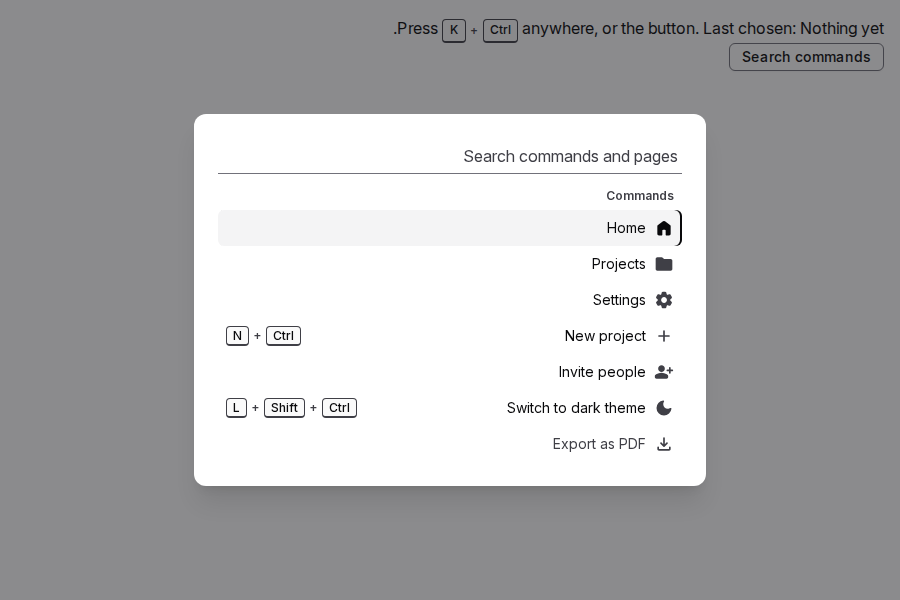 Press Ctrl + K anywhere, or the button. Last chosen: Nothing yet.
Search commands
Search commands and pages
Commands
Home
Projects
Settings
New project Ctrl + N
Invite people
Switch to dark theme Ctrl + Shift + L
Export as PDF